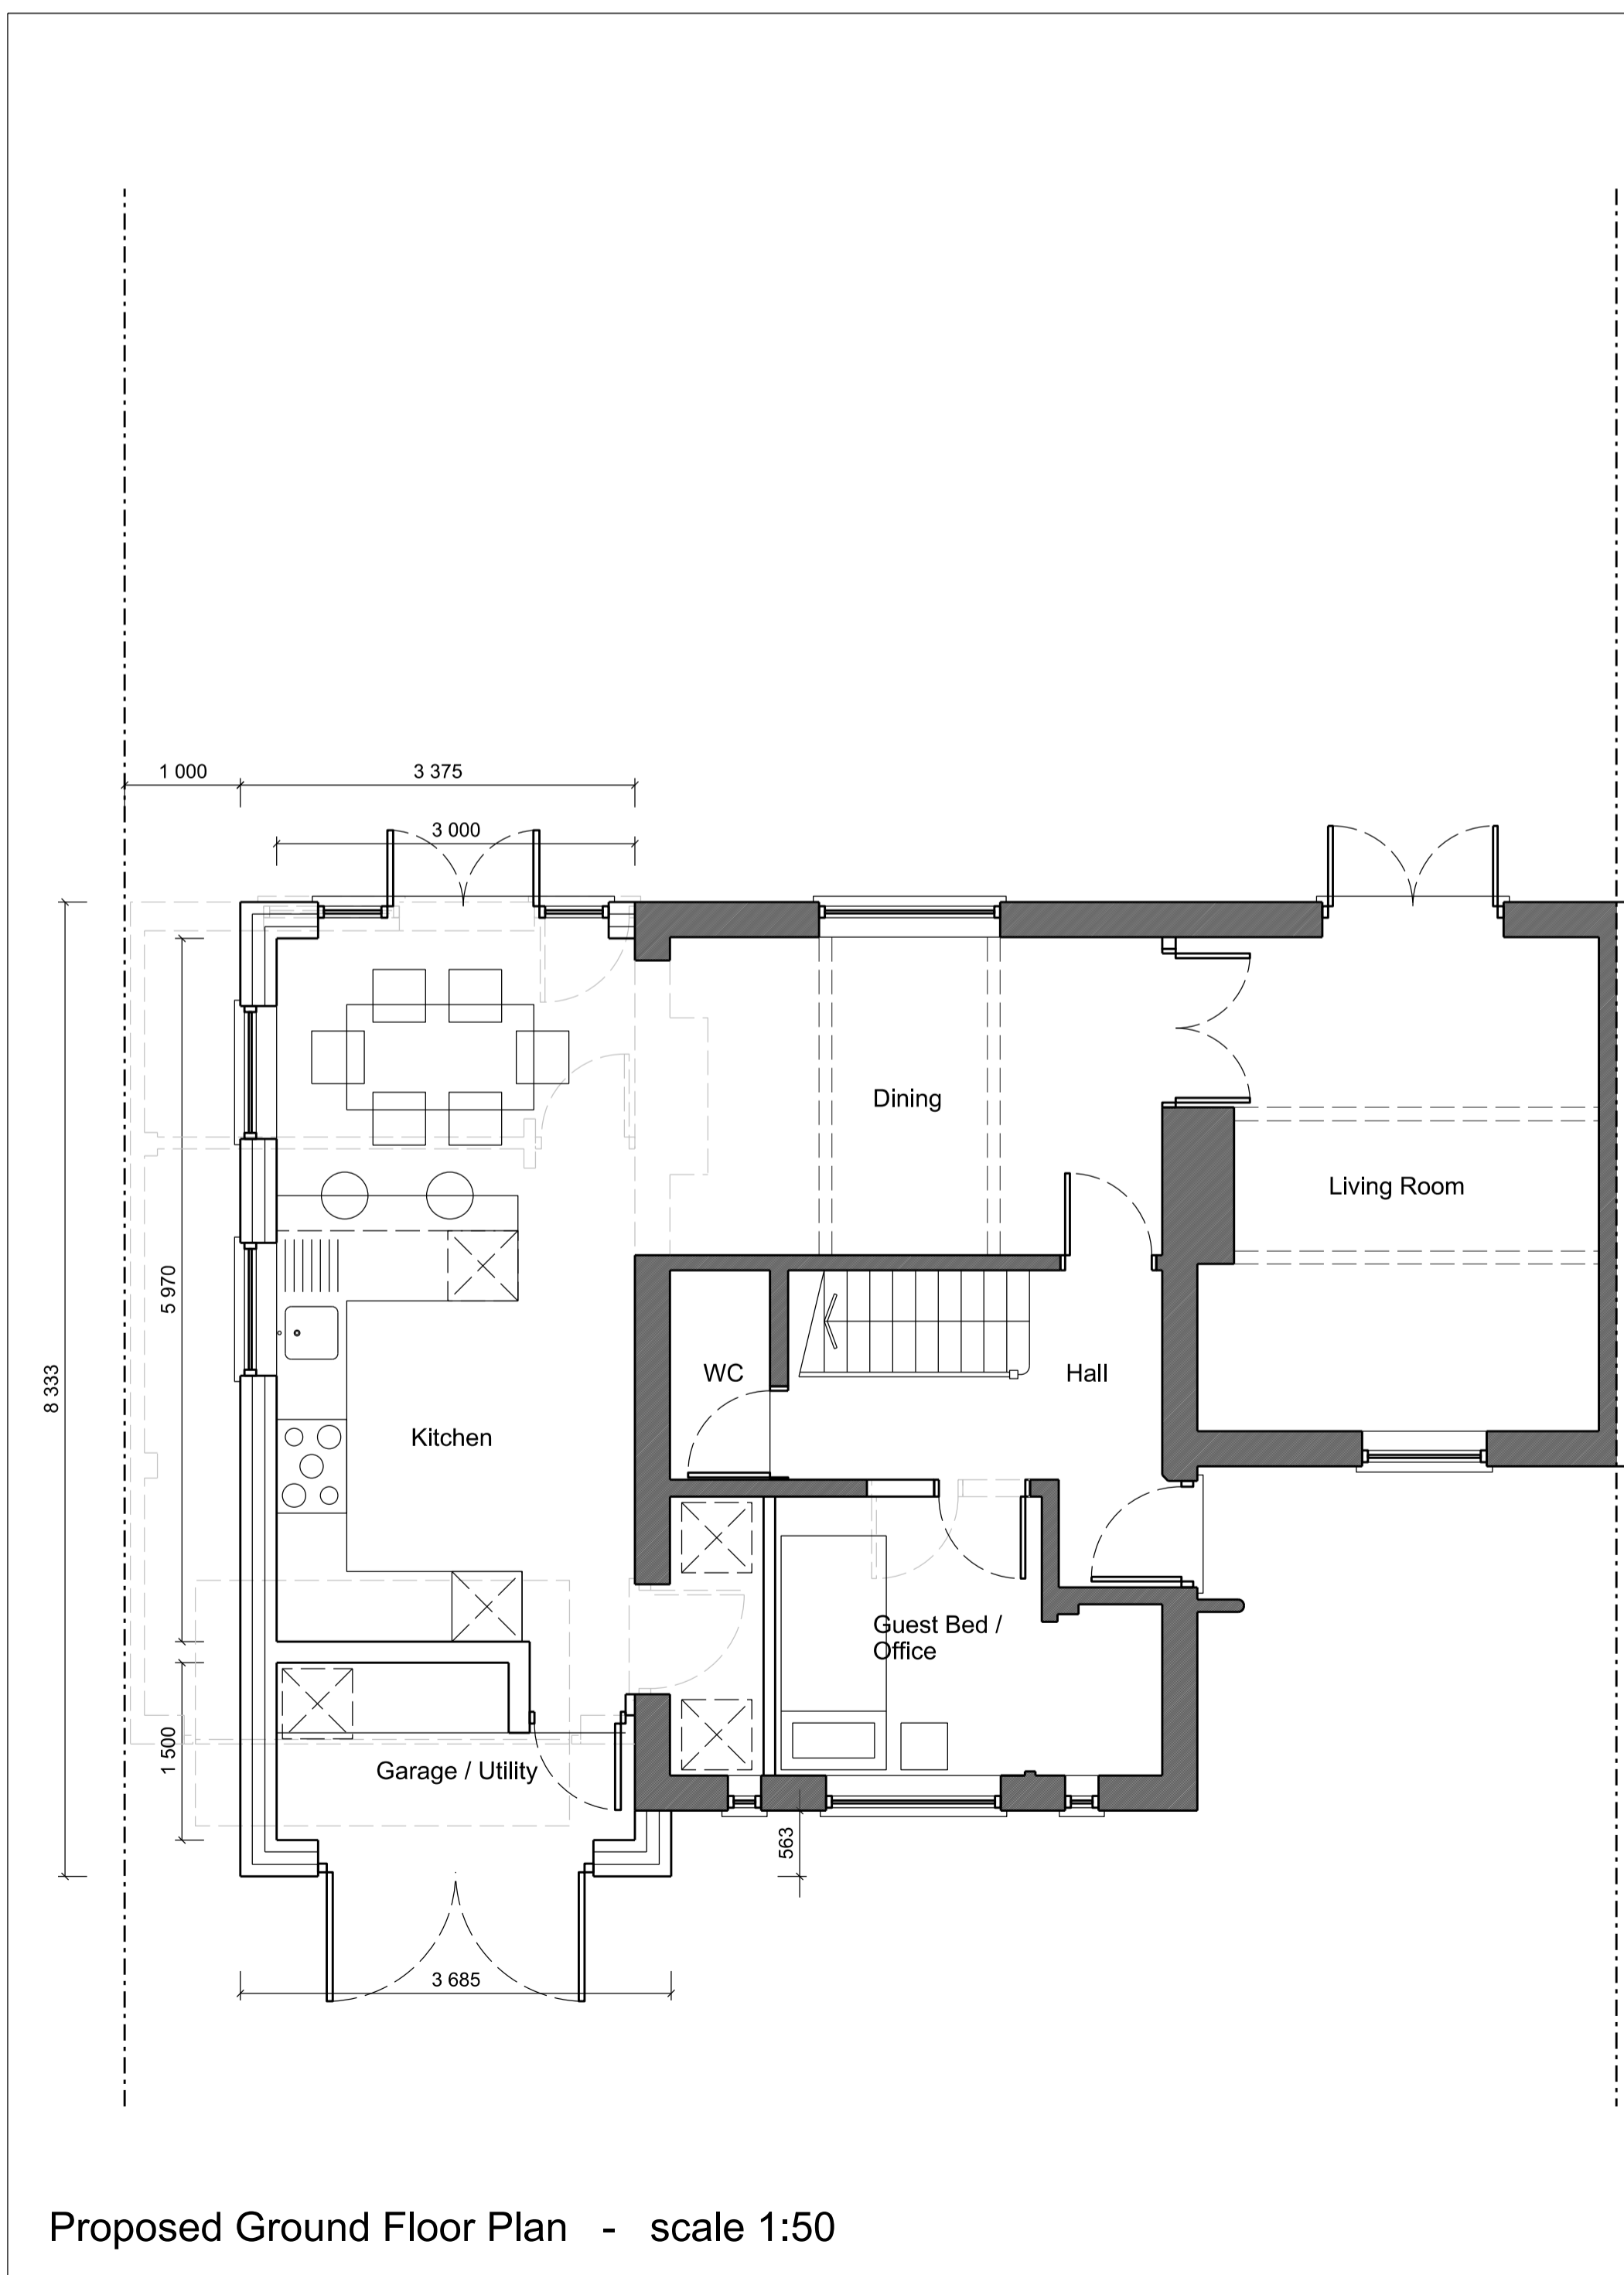 1 000
3 375
3 000
Dining
Living Room
5 970
8 333
WC
Hall
Kitchen
Guest Bed /
Office
1 500
Garage / Utility
563
3 685
Proposed Ground Floor Plan - scale 1:50